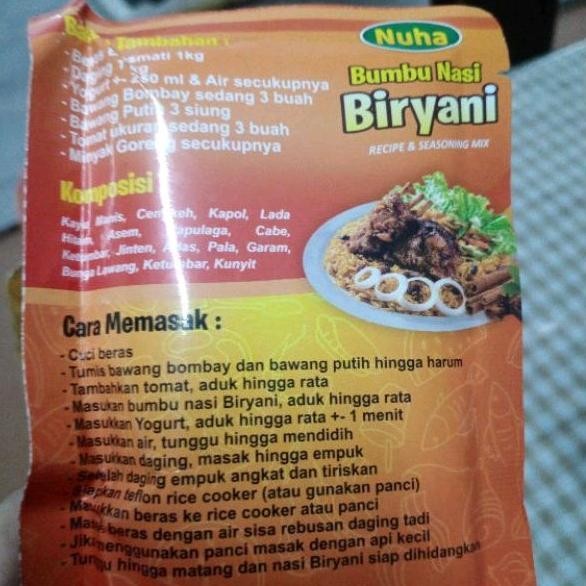 Tambahan :
Basmati 1kg
- Daging 1 kg
- Yogurt +- 250 ml & Air secukupnya
- Bawang Bombay sedang 3 buah
- Bawang Putih 3 siung
- Tomat ukuran sedang 3 buah
- Minyak Goreng secukupnya
Nuha
Bumbu Nasi
Biryani
RECIPE & SEASONING MIX
Komposisi
Kayu Manis, Cengkeh, Kapol, Lada
Hitam, Asem, Kapulaga, Cabe,
Ketumbar, Jinten, Adas, Pala, Garam,
Bunga Lawang, Ketumbar, Kunyit
Cara Memasak :
- Cuci beras
- Tumis bawang bombay dan bawang putih hingga harum
- Tambahkan tomat, aduk hingga rata
- Masukan bumbu nasi Biryani, aduk hingga rata
- Masukkan Yogurt, aduk hingga rata +- 1 menit
- Masukkan air, tunggu hingga mendidih
- Masukkan daging, masak hingga empuk
- Setelah daging empuk angkat dan tiriskan
- Siapkan teflon rice cooker (atau gunakan panci)
- Masukkan beras ke rice cooker atau panci
- Masak beras dengan air sisa rebusan daging tadi
- Jika menggunakan panci masak dengan api kecil
- Tunggu hingga matang dan nasi Biryani siap dihidangkan